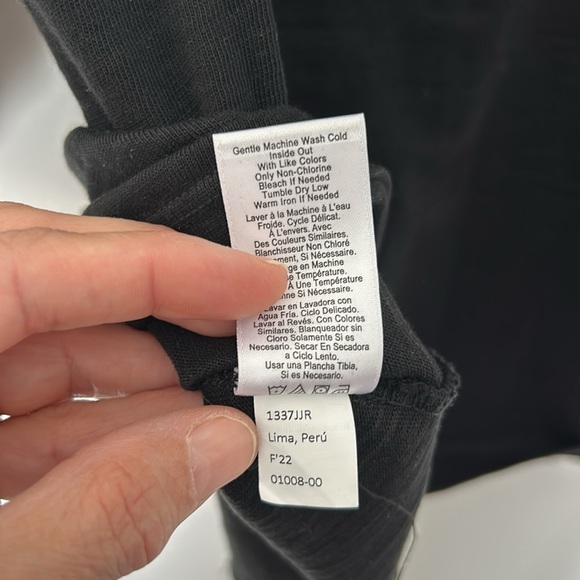 Gentle Machine Wash Cold
Inside Out
With Like Colors
Only Non-Chlorine
Bleach If Needed
Tumble Dry Low
Warm Iron If Needed
Laver à la Machine à L'eau
Froide. Cycle Délicat.
À L'envers. Avec
Des Couleurs Similaires.
Blanchisseur Non Chloré
Si Nécessaire.
en Machine
Température.
À Une Température
Si Nécessaire.
Lavar en Lavadora con
Agua Fria. Ciclo Delicado.
Lavar al Revés. Con Colores
Similares. Blanqueador sin
Cloro Solamente Si es
Necesario. Secar En Secadora
a Ciclo Lento.
Usar una Plancha Tibia,
Si es Necesario.
1337JJR
Lima, Perú
F'22
01008-00